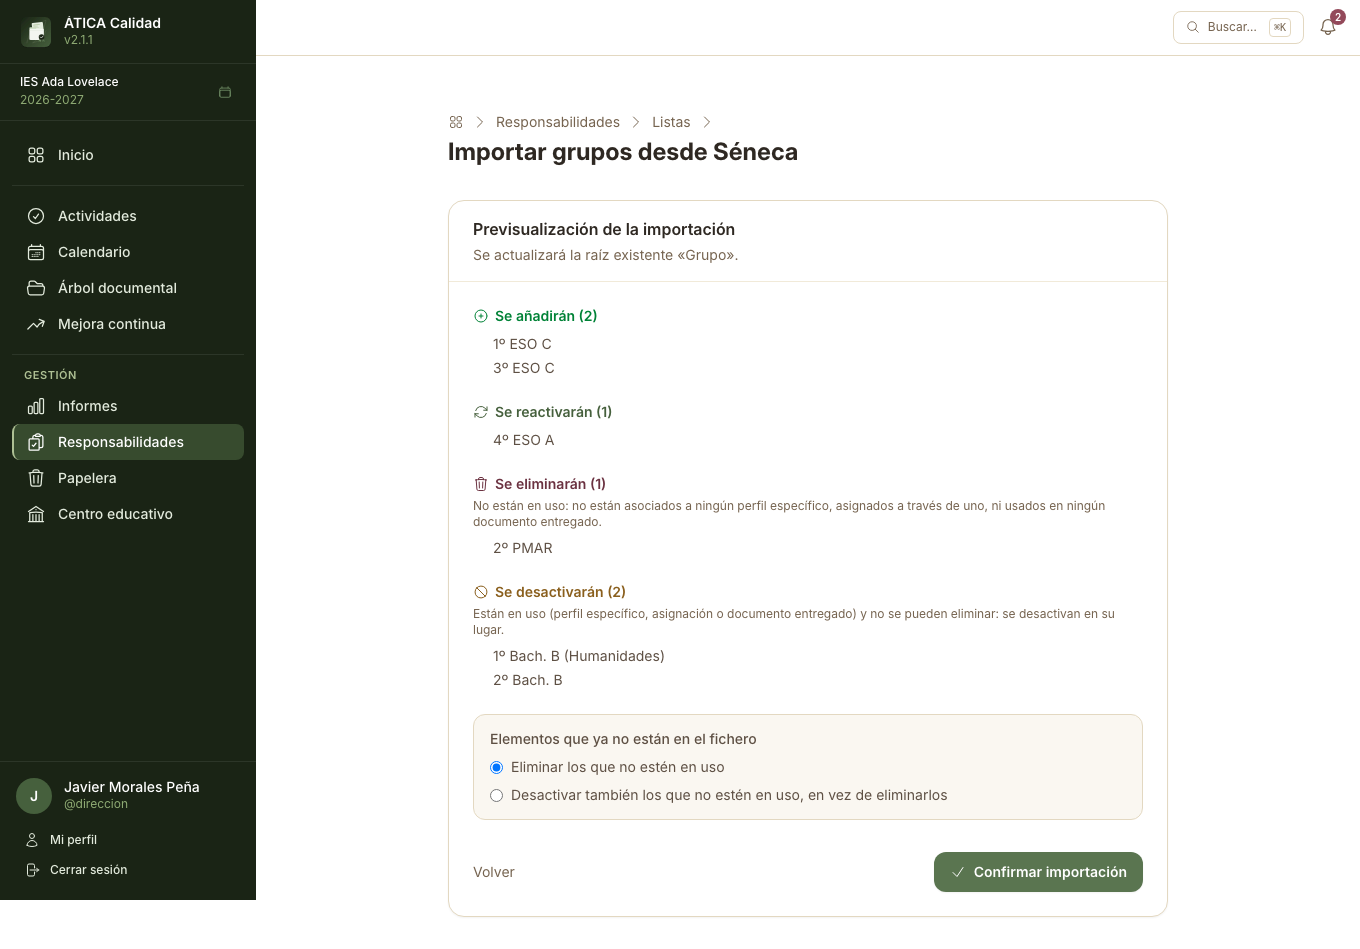 ÁTICA Calidad
v2.1.1
IES Ada Lovelace
2026-2027
Inicio
Actividades
Calendario
Árbol documental
Mejora continua
GESTIÓN
Informes
Responsabilidades
Papelera
Centro educativo
Javier Morales Peña
J
@direccion
Mi perfil
Cerrar sesión
Buscar...
⌘K
2
Responsabilidades
Listas
Importar grupos desde Séneca
Previsualización de la importación
Se actualizará la raíz existente «Grupo».
Se añadirán (2)
1º ESO C
3º ESO C
Se reactivarán (1)
4º ESO A
Se eliminarán (1)
No están en uso: no están asociados a ningún perfil específico, asignados a través de uno, ni usados en ningún
documento entregado.
2º PMAR
Se desactivarán (2)
Están en uso (perfil específico, asignación o documento entregado) y no se pueden eliminar: se desactivan en su
lugar.
1º Bach. B (Humanidades)
2º Bach. B
Elementos que ya no están en el fichero
Eliminar los que no estén en uso
Desactivar también los que no estén en uso, en vez de eliminarlos
Volver
Confirmar importación